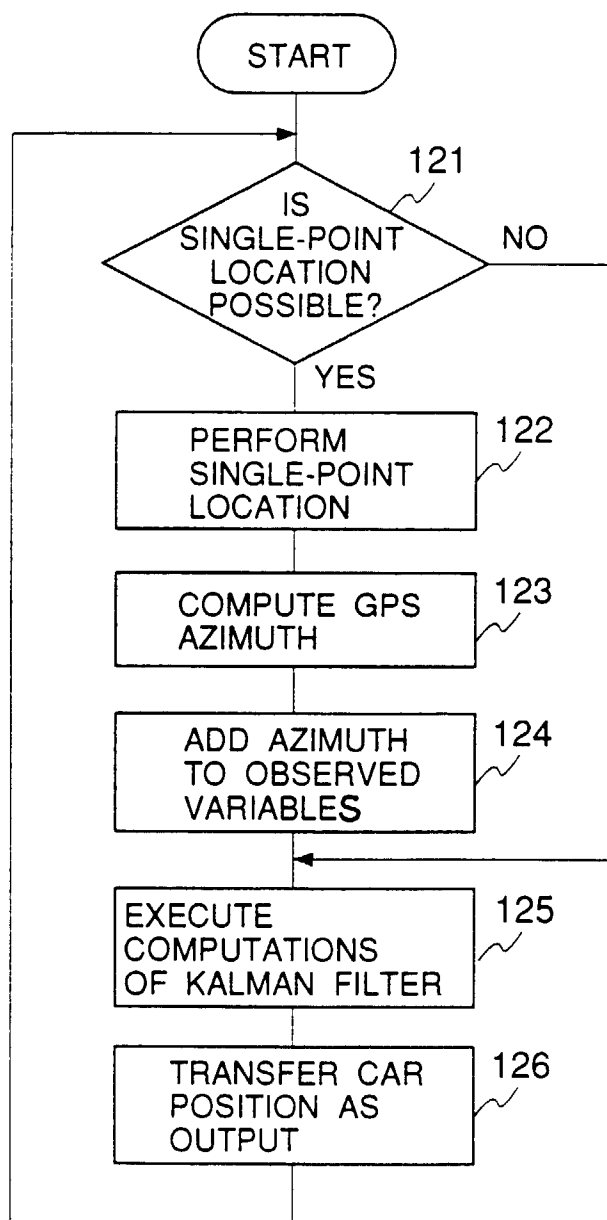 START
121
IS
SINGLE-POINT
LOCATION
POSSIBLE?
NO
YES
122
PERFORM
SINGLE-POINT
LOCATION
123
COMPUTE GPS
AZIMUTH
124
ADD AZIMUTH
TO OBSERVED
VARIABLES
125
EXECUTE
COMPUTATIONS
OF KALMAN FILTER
126
TRANSFER CAR
POSITION AS
OUTPUT